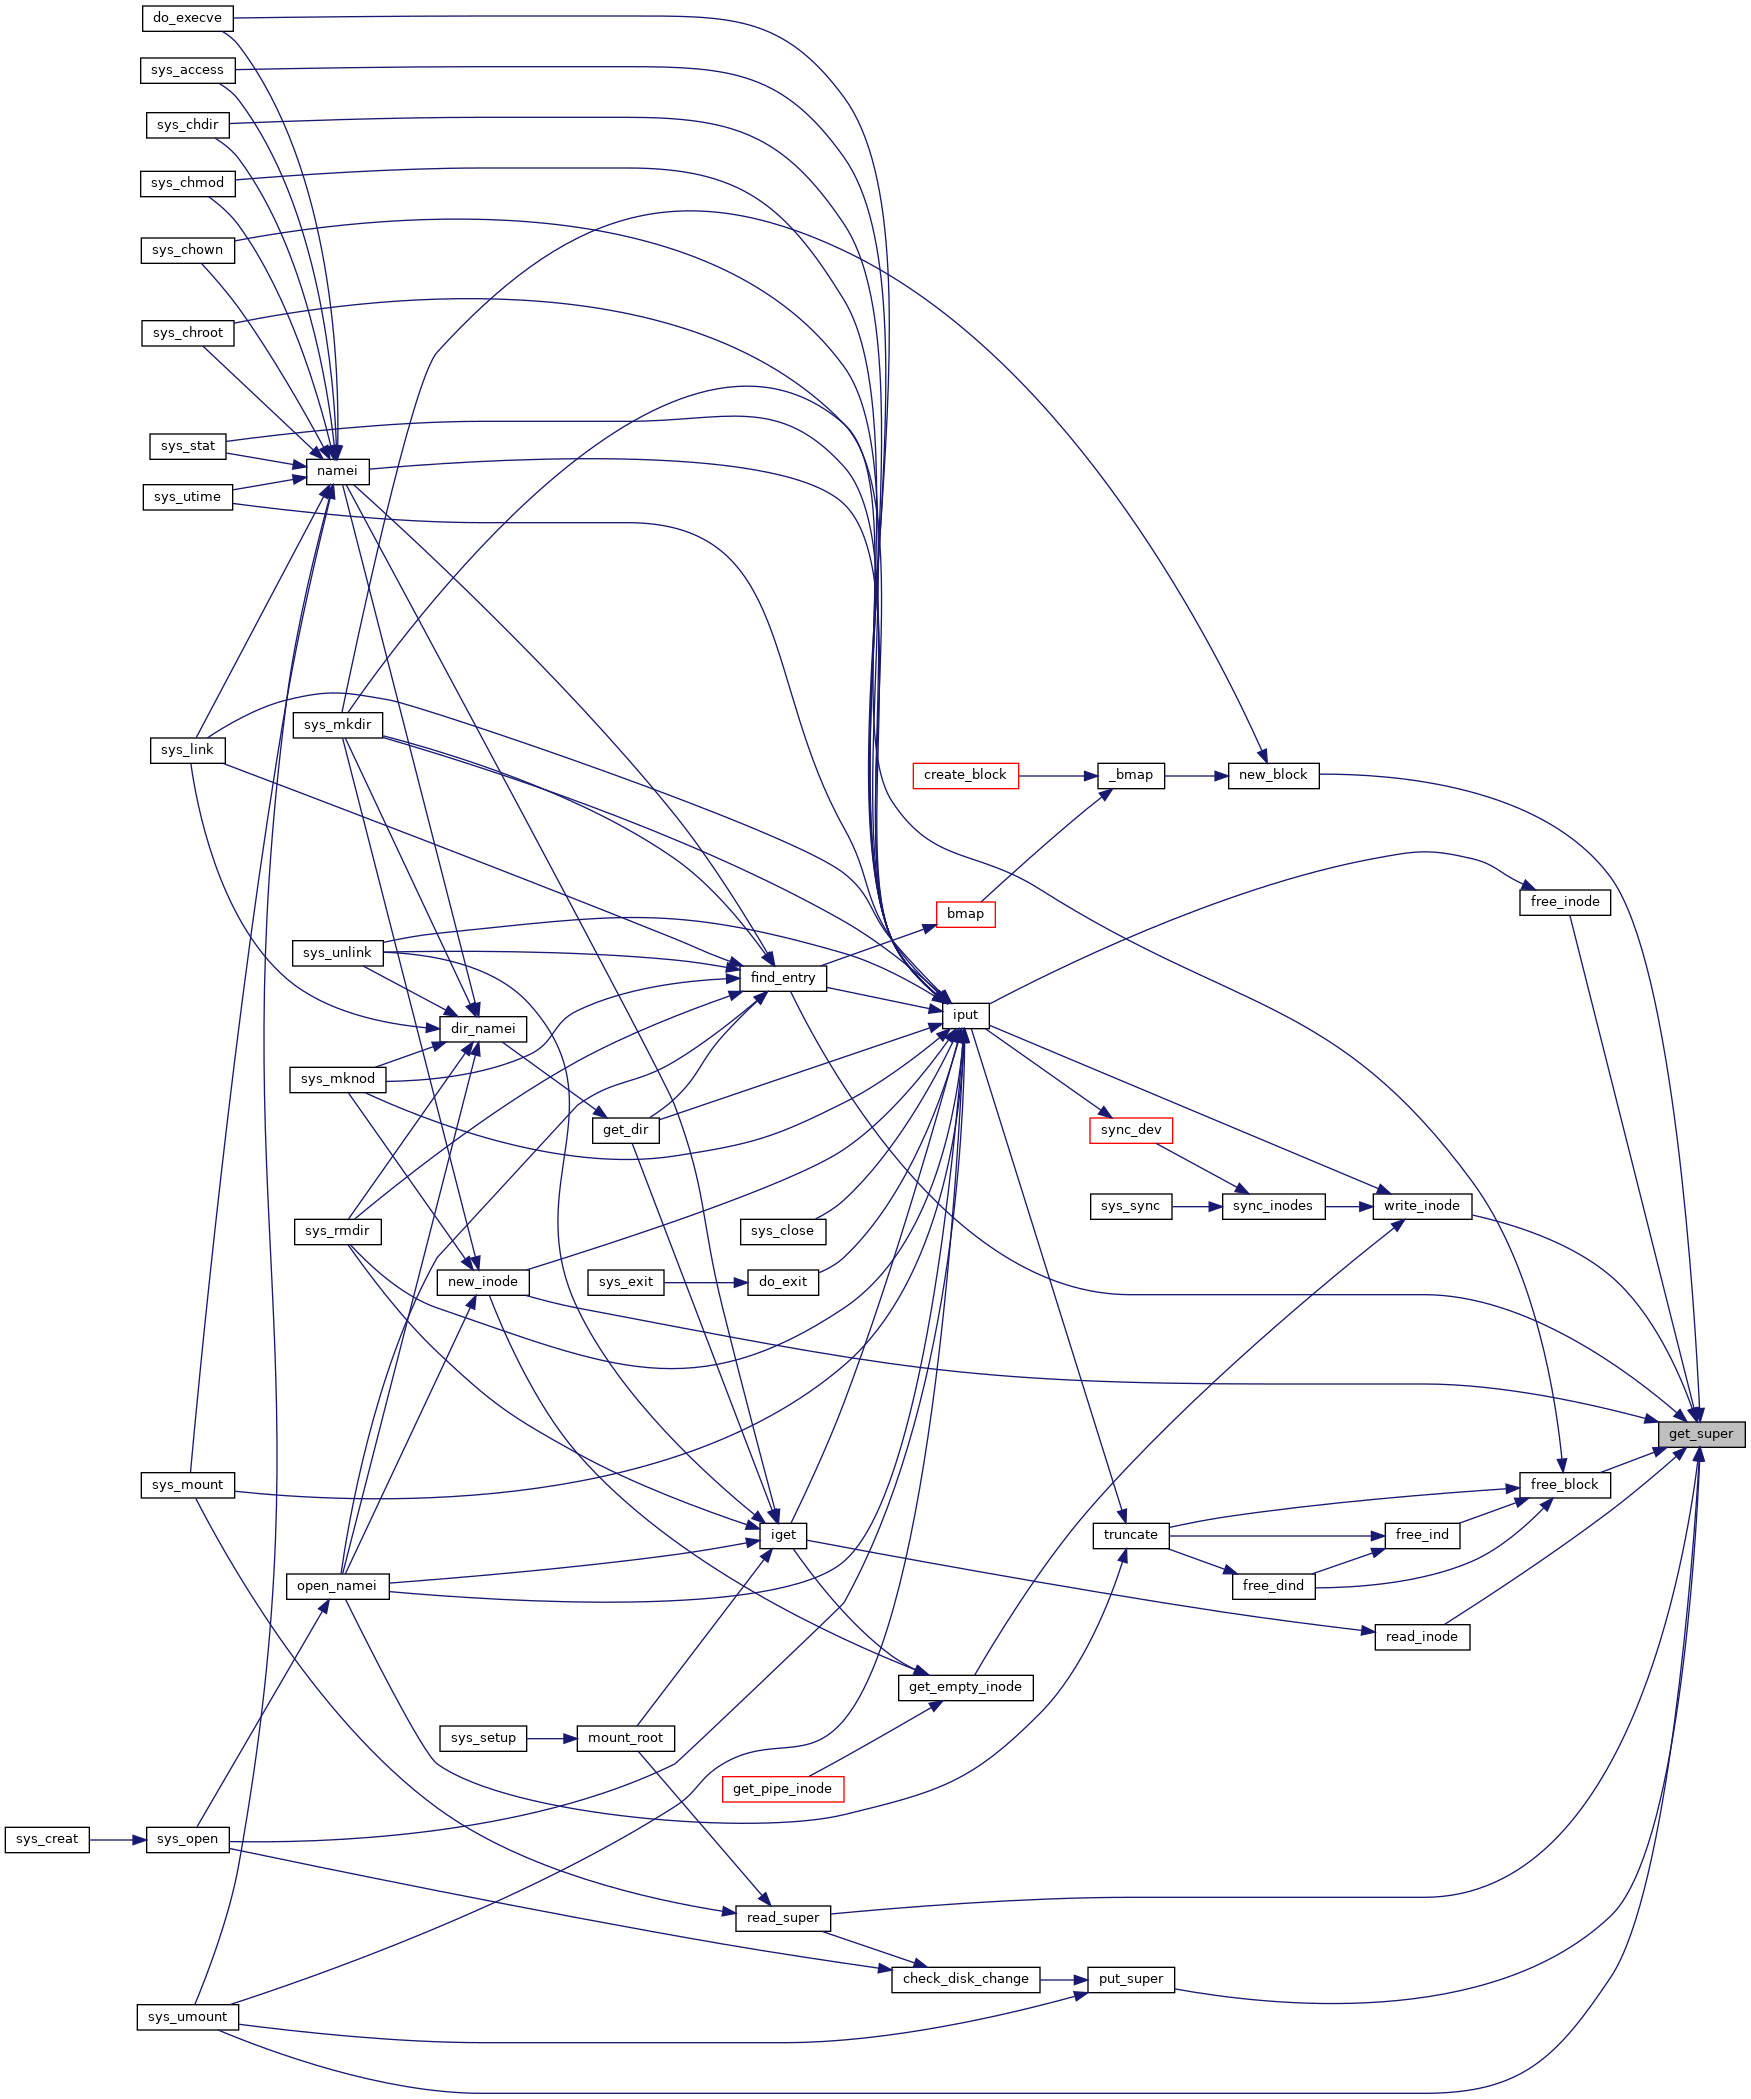 do_execve
sys_access
sys_chdir
sys_chmod
sys_chown
sys_chroot
sys_stat
namei
sys_utime
sys_mkdir
sys_link
create_block
_bmap
new_block
free_inode
bmap
sys_unlink
find_entry
iput
dir_namei
sys_mknod
get_dir
sync_dev
sys_sync
sync_inodes
write_inode
sys_rmdir
sys_close
new_inode
sys_exit
do_exit
get_super
sys_mount
free_block
iget
truncate
free_ind
open_namei
free_dind
read_inode
get_empty_inode
sys_setup
mount_root
get_pipe_inode
sys_creat
sys_open
read_super
check_disk_change
put_super
sys_umount